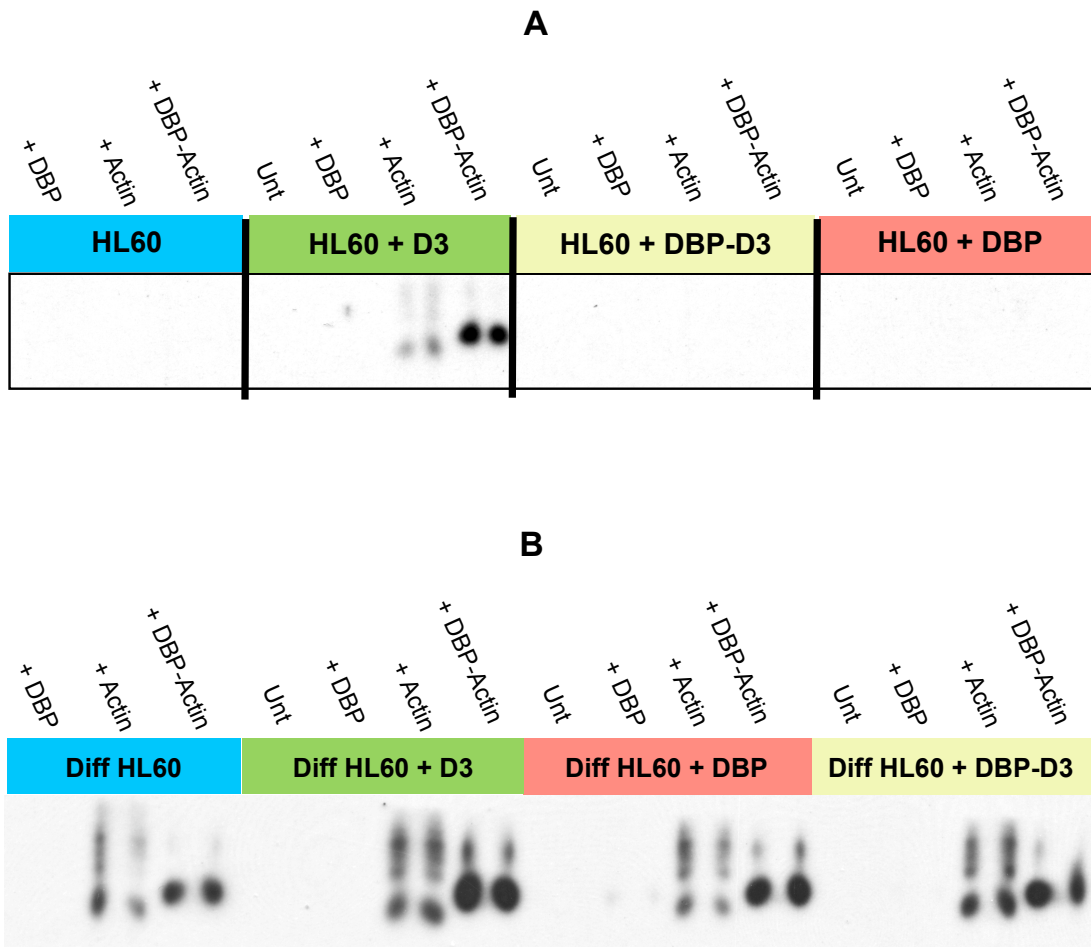 A
+ DBP
+ Actin
+ DBP-Actin
Unt
+ DBP
+ Actin
+ DBP-Actin
Unt
+ DBP
+ Actin
+ DBP-Actin
Unt
+ DBP
+ Actin
+ DBP-Actin
HL60
HL60 + D3
HL60 + DBP-D3
HL60 + DBP
B
+ DBP
+ Actin
+ DBP-Actin
Unt
+ DBP
+ Actin
+ DBP-Actin
Unt
+ DBP
+ Actin
+ DBP-Actin
Unt
+ DBP
+ Actin
+ DBP-Actin
Diff HL60
Diff HL60 + D3
Diff HL60 + DBP
Diff HL60 + DBP-D3